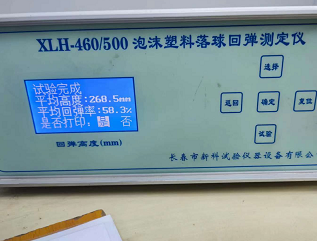 XLH-460/500 泡沫塑料落球回弹测定仪
选择
试验完成
平均高度:268.5mm
平均回弹率:58.3%
是否打印: 是 否
返回
确定
复位
试验
回弹高度(mm)
长春市新科试验仪器设备有限公司